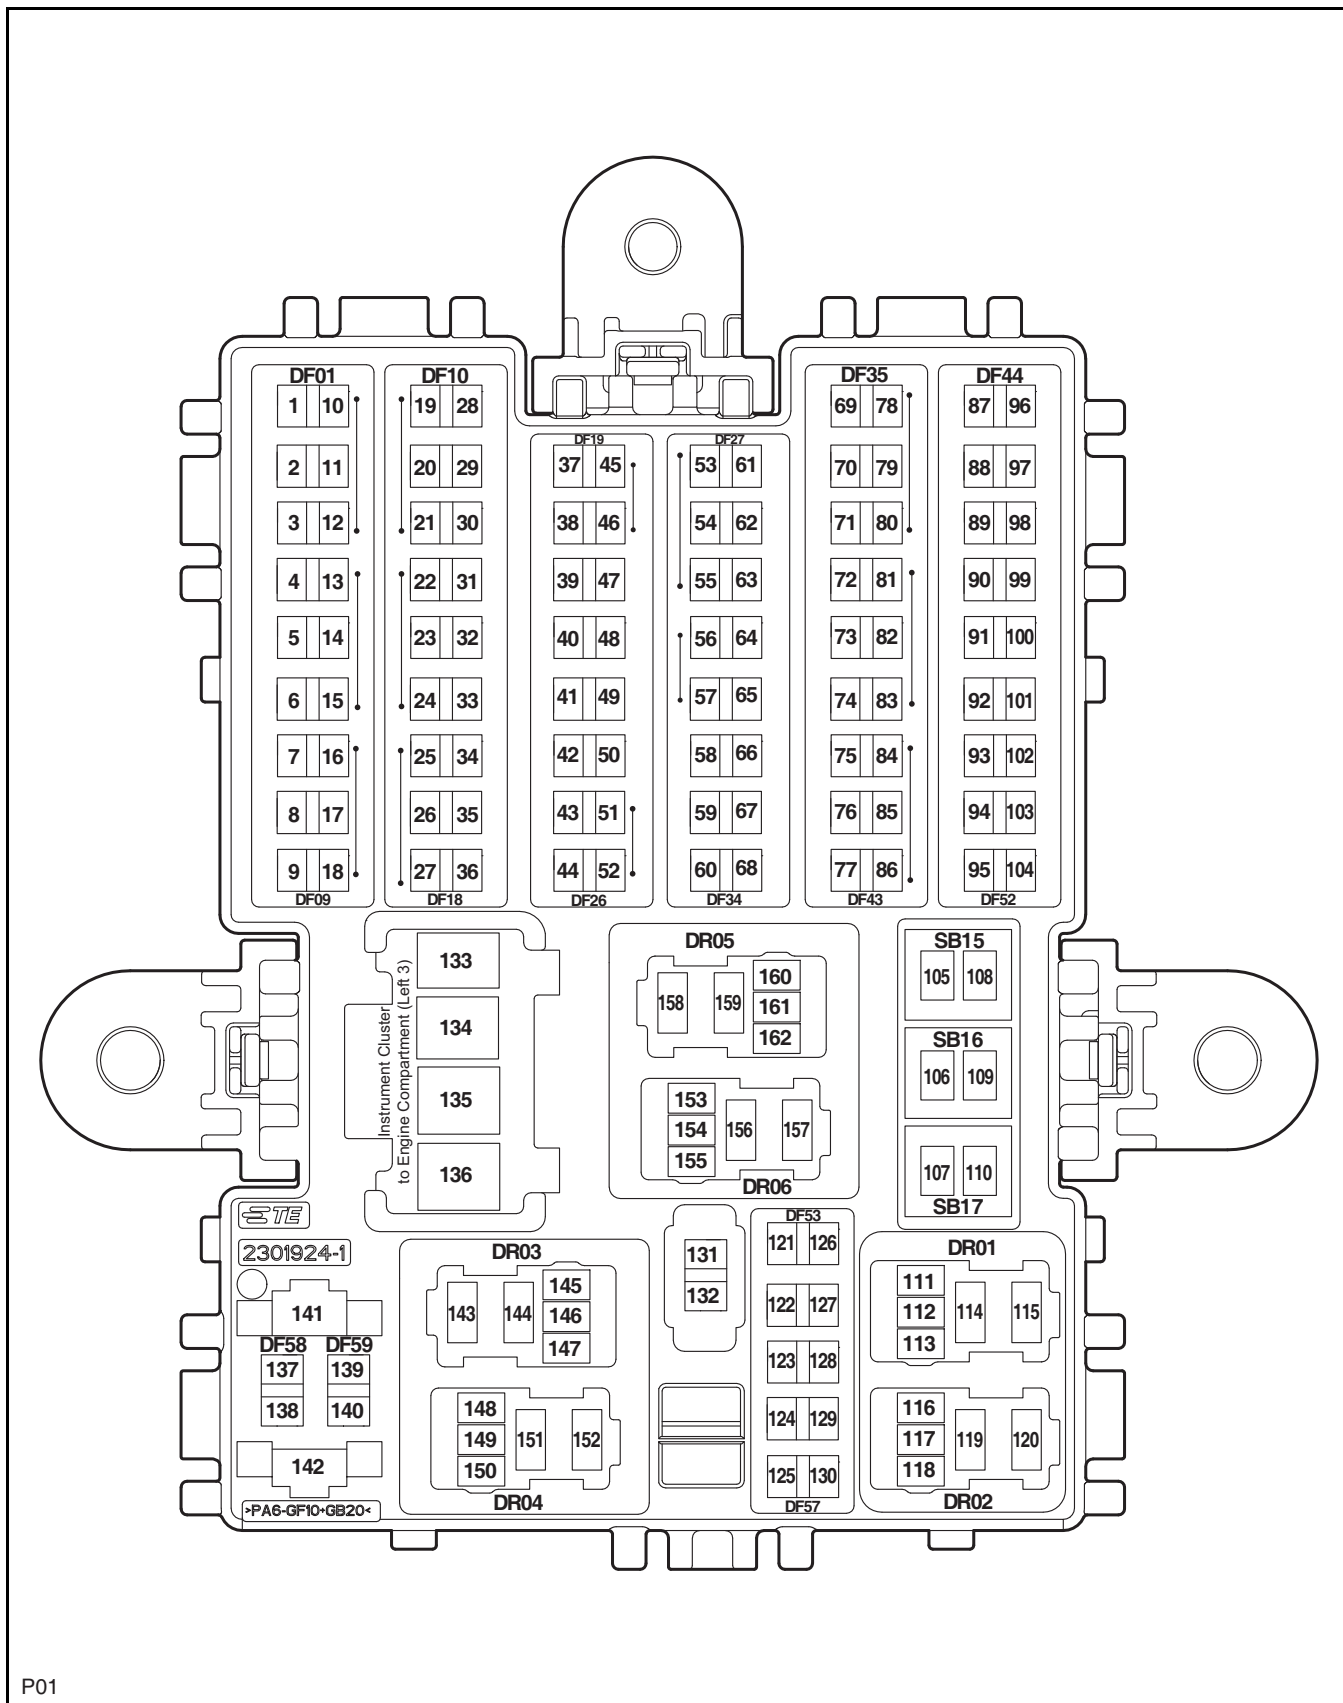 DF01 DF10 DF35 DF44
1 10 19 28 69 78 87 96
DF19 DF27
2 11 20 29 37 45 53 61 70 79 88 97
3 12 21 30 38 46 54 62 71 80 89 98
4 13 22 31 39 47 55 63 72 81 90 99
5 14 23 32 40 48 56 64 73 82 91 100
6 15 24 33 41 49 57 65 74 83 92 101
7 16 25 34 42 50 58 66 75 84 93 102
8 17 26 35 43 51 59 67 76 85 94 103
9 18 27 36 44 52 60 68 77 86 95 104
DF09 DF18 DF26 DF34 DF43 DF52
Instrument Cluster
to Engine Compartment (Left 3)
133
134
135
136
DR05
158 159 160
161
162
153
154 156 157
155
DR06
SB15
105 108
SB16
106 109
107 110
SB17
TE
2301924-1
141
DF58 DF59
137 139
138 140
142
>PA6-GF10+GB20<
DR03
143 144 145
146
147
148
149 151 152
150
DR04
131
132
DF53
121 126
122 127
123 128
124 129
125 130
DF57
DR01
111
112 114 115
113
116
117 119 120
118
DR02
P01